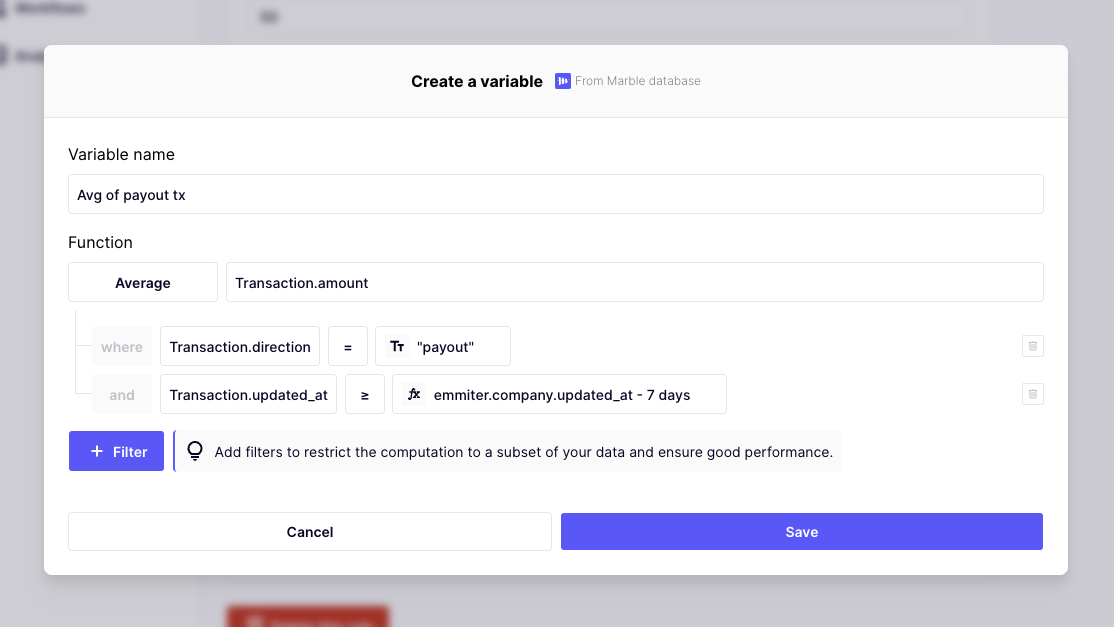 Workflows
Create a variable From Marble database
Variable name
Avg of payout tx
Function
Average Transaction.amount
where Transaction.direction = Tт "payout"
and Transaction.updated_at ≥ fx emmiter.company.updated_at - 7 days
+ Filter Add filters to restrict the computation to a subset of your data and ensure good performance.
Cancel Save